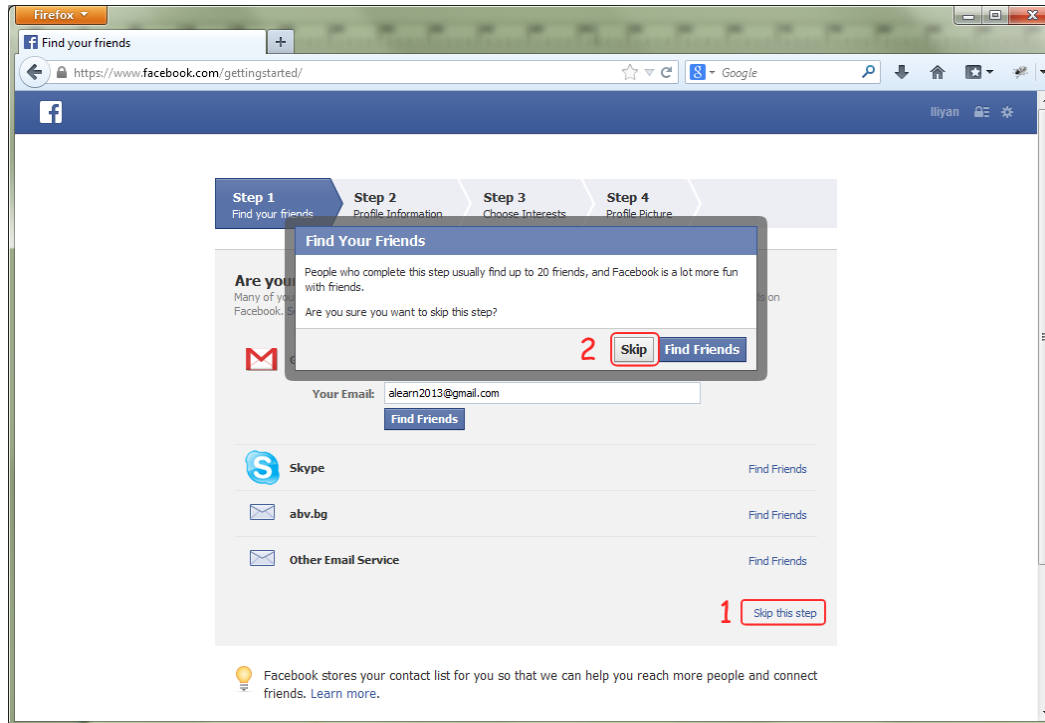 Firefox
Find your friends
+
https://www.facebook.com/gettingstarted/
8 Google
f
Iliyan
Step 1
Find your friends
Step 2
Profile Information
Step 3
Choose Interests
Step 4
Profile Picture
Find Your Friends
People who complete this step usually find up to 20 friends, and Facebook is a lot more fun
with friends.
Are you sure you want to skip this step?
2
Skip
Find Friends
Are you
Many of
Facebook.
Your Email:
alearn2013@gmail.com
Find Friends
Skype
Find Friends
abv.bg
Find Friends
Other Email Service
Find Friends
1
Skip this step
Facebook stores your contact list for you so that we can help you reach more people and connect
friends. Learn more.